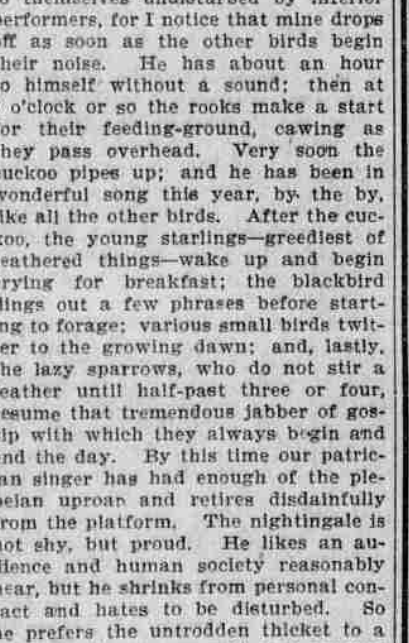 themselves undisturbed by inferior
performers, for I notice that mine drops
off as soon as the other birds begin
their noise. He has about an hour
to himself without a sound; then at
o'clock or so the rooks make a start
for their feeding-ground, cawing as
they pass overhead. Very soon the
cuckoo pipes up; and he has been in
wonderful song this year, by, the by,
like all the other birds. After the cuc-
koo, the young starlings—greediest of
feathered things—wake up and begin
crying for breakfast; the blackbird
flings out a few phrases before start-
ing to forage; various small birds twit-
ter to the growing dawn; and, lastly,
the lazy sparrows, who do not stir a
feather until half-past three or four,
resume that tremendous jabber of gos-
sip with which they always begin and
end the day. By this time our patric-
ian singer has had enough of the ple-
beian uproar and retires disdainfully
from the platform. The nightingale is
not shy, but proud. He likes an au-
dience and human society reasonably
near, but he shrinks from personal con-
tact and hates to be disturbed. So
he prefers the untrodden thicket to a